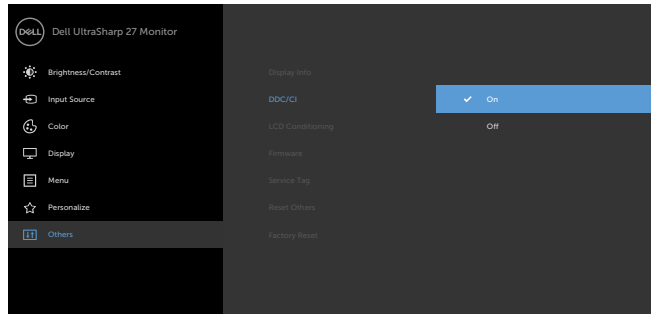 DELL Dell UltraSharp 27 Monitor
Brightness/Contrast
Input Source
Color
Display
Menu
Personalize
Others
Display Info
DDC/CI
LCD Conditioning
Firmware
Service Tag
Reset Others
Factory Reset
On
Off